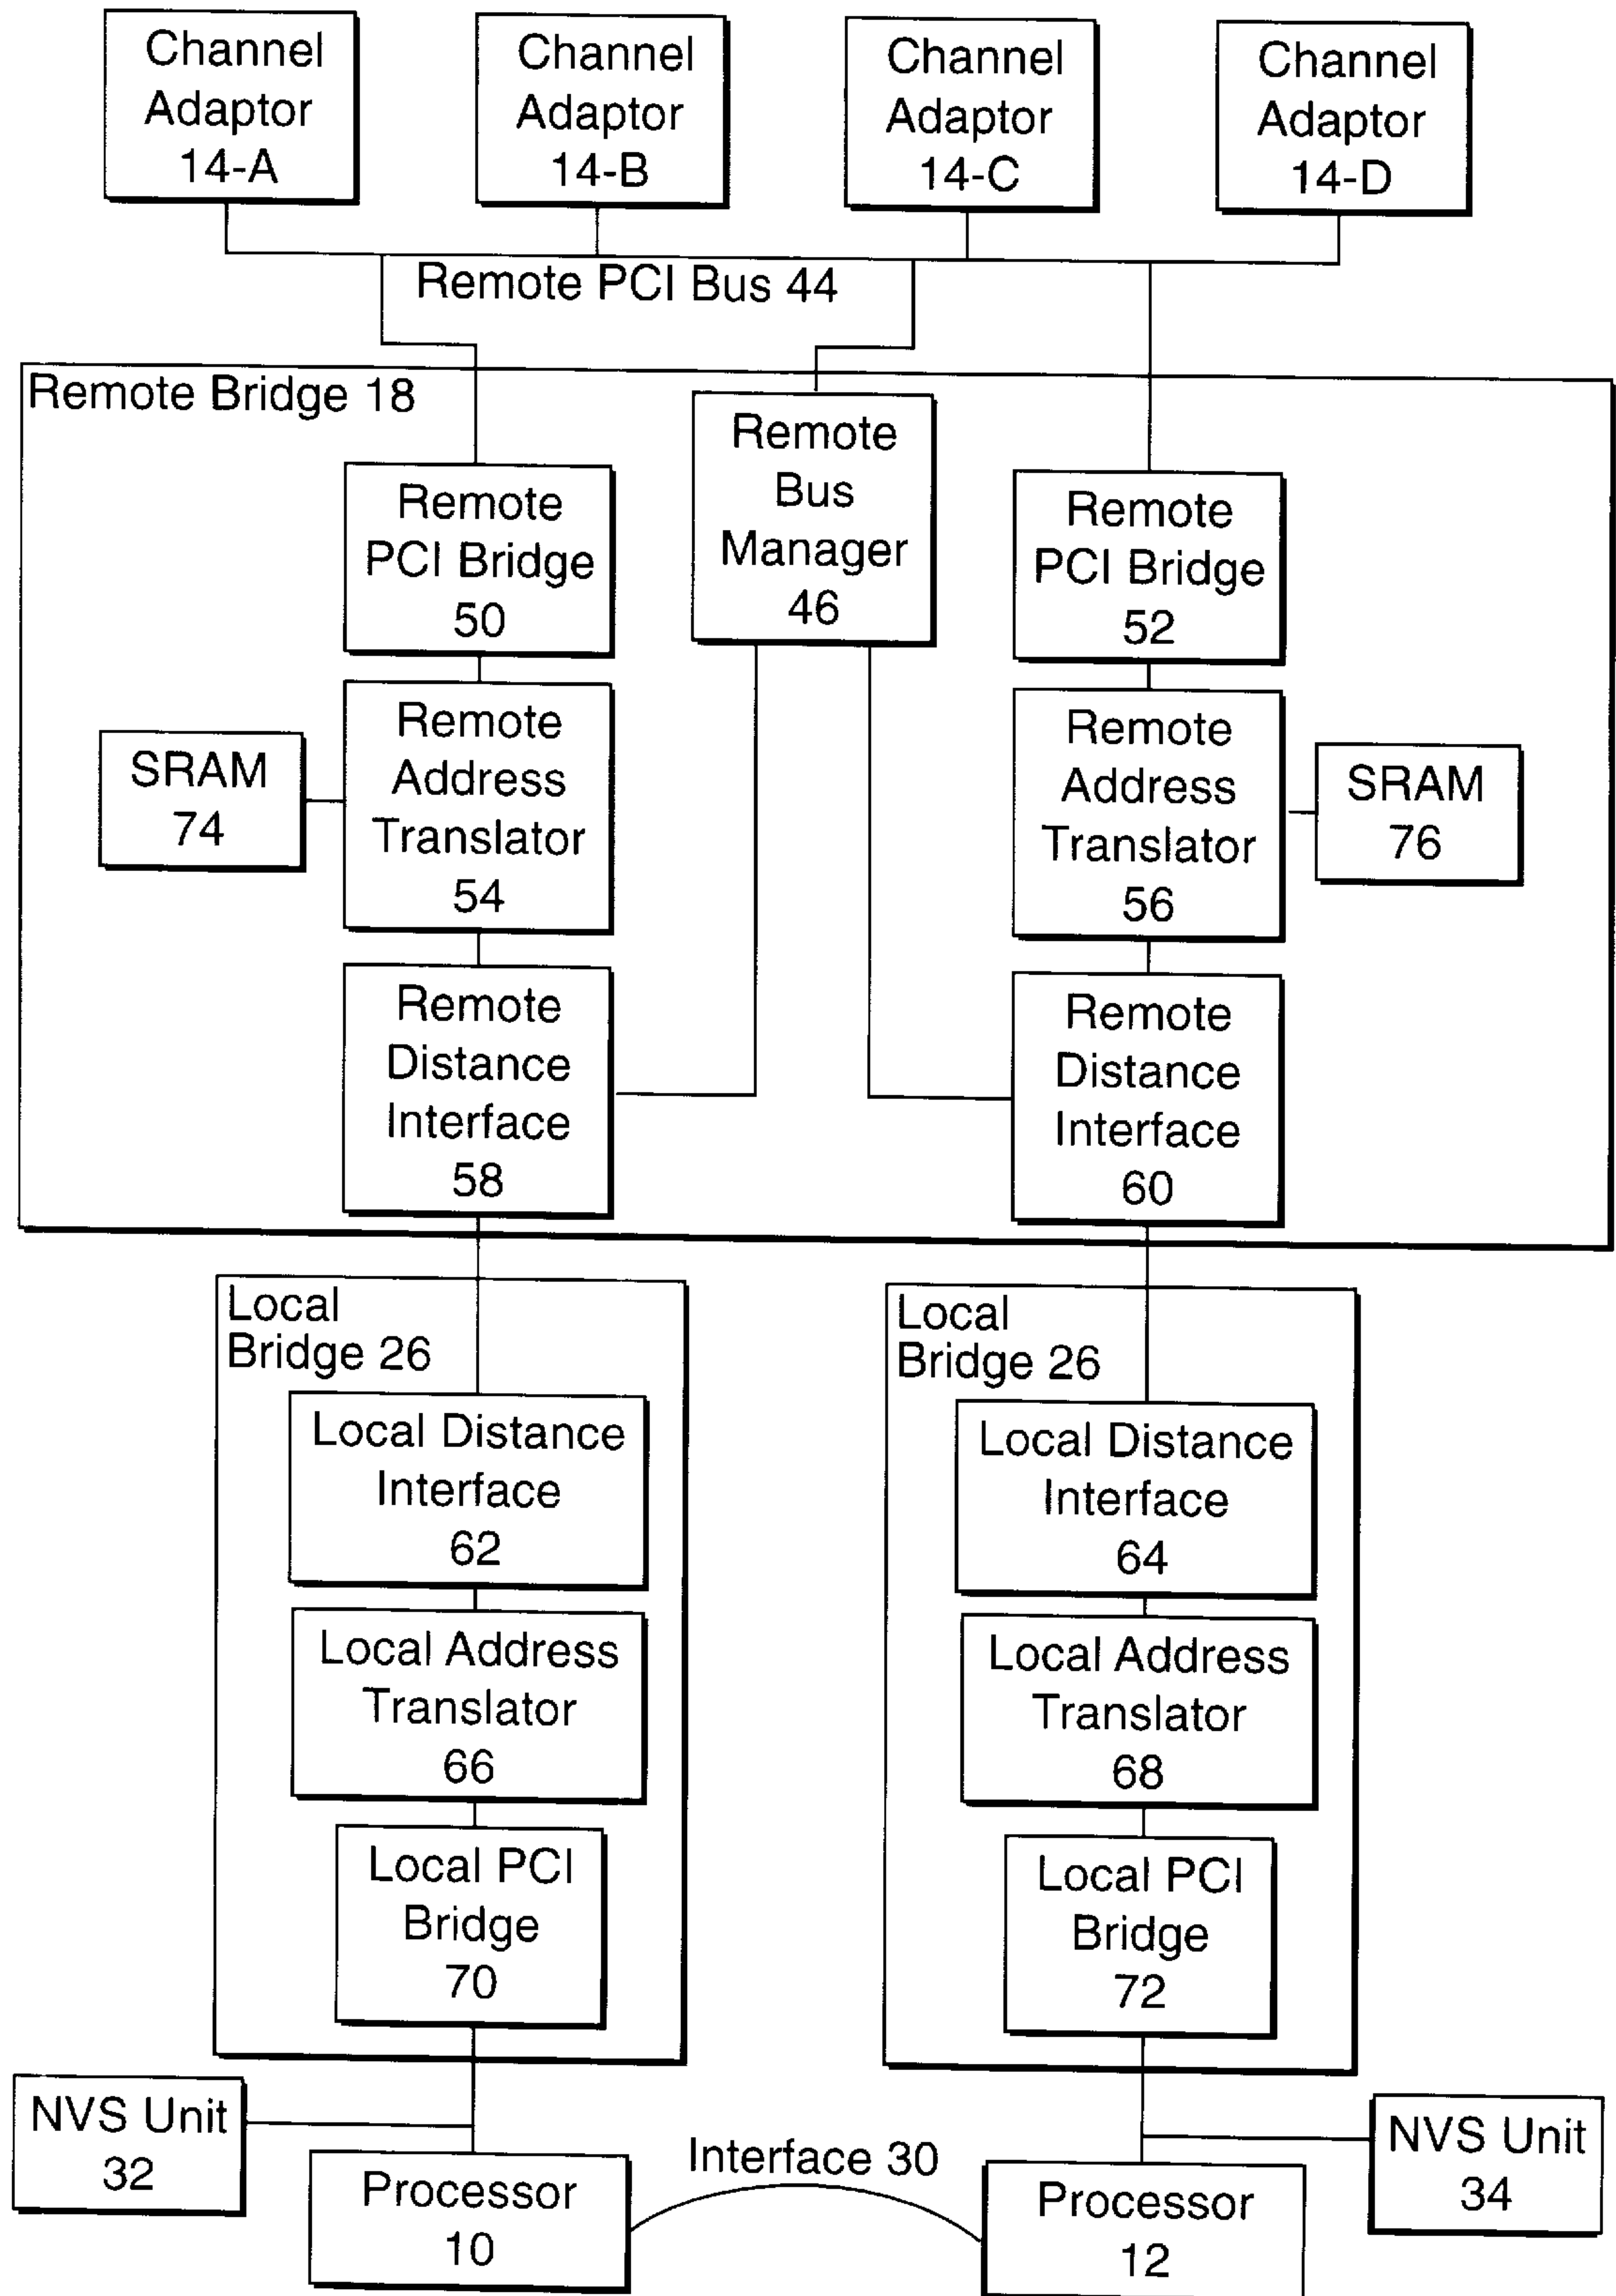 Channel
Adaptor
14-A
Channel
Adaptor
14-B
Channel
Adaptor
14-C
Channel
Adaptor
14-D
Remote PCI Bus 44
Remote Bridge 18
Remote
PCI Bridge
50
Remote
Bus
Manager
46
Remote
PCI Bridge
52
SRAM
74
Remote
Address
Translator
54
Remote
Address
Translator
56
SRAM
76
Remote
Distance
Interface
58
Remote
Distance
Interface
60
Local
Bridge 26
Local Distance
Interface
62
Local Address
Translator
66
Local PCI
Bridge
70
Local
Bridge 26
Local Distance
Interface
64
Local Address
Translator
68
Local PCI
Bridge
72
NVS Unit
32
Processor
10
Interface 30
Processor
12
NVS Unit
34